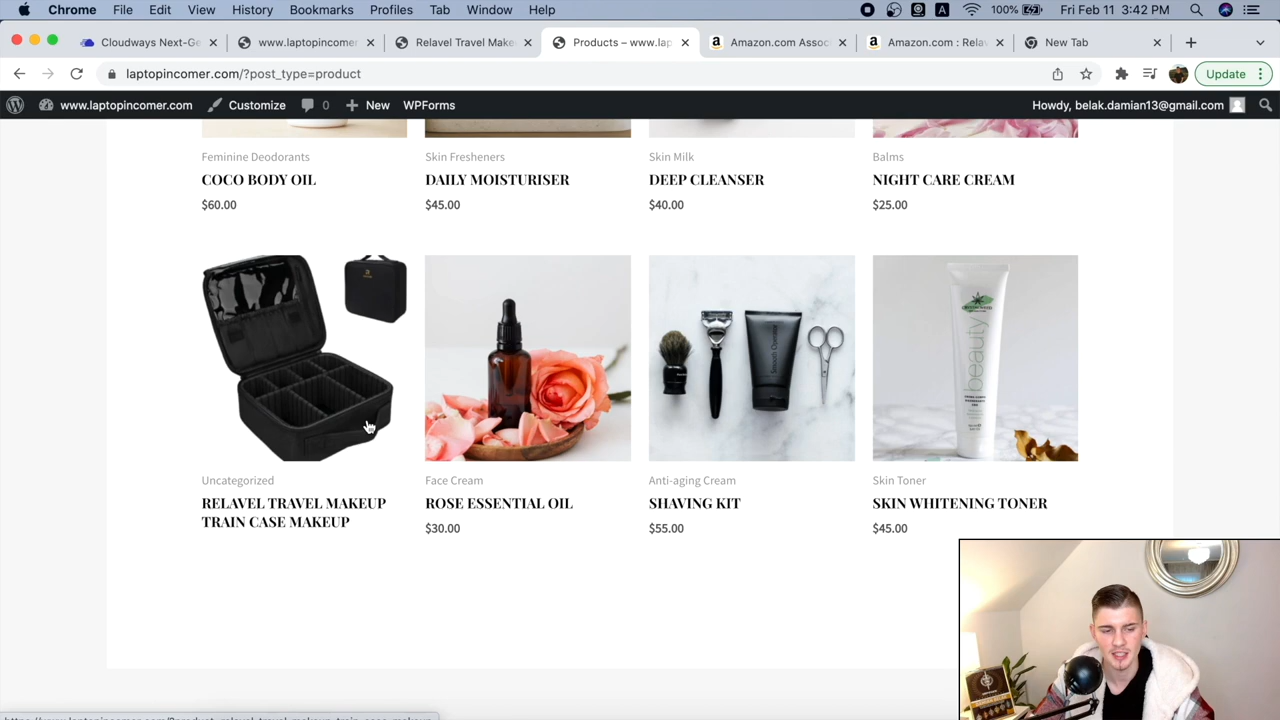 Chrome File Edit View History Bookmarks Profiles Tab Window Help A 100% Fri Feb 11 3:42 PM
Cloudways Next-Ge www.laptopincomer Relavel Travel Make Products – www.lap Amazon.com Assoc Amazon.com : Rela New Tab
laptopincomer.com/?post_type=product Update
www.laptopincomer.com Customize 0 New WPForms Howdy, belak.damian13@gmail.com
Feminine Deodorants Skin Fresheners Skin Milk Balms
COCO BODY OIL DAILY MOISTURISER DEEP CLEANSER NIGHT CARE CREAM
$60.00 $45.00 $40.00 $25.00
beauty
Smooth Operator
Uncategorized Face Cream Anti-aging Cream Skin Toner
RELAVEL TRAVEL MAKEUP ROSE ESSENTIAL OIL SHAVING KIT SKIN WHITENING TONER
TRAIN CASE MAKEUP
$30.00 $55.00 $45.00